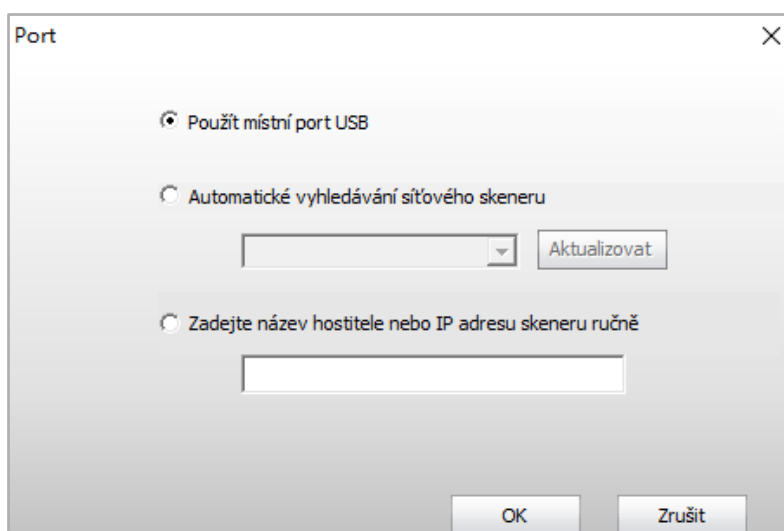 Port
Použít místní port USB
Automatické vyhledávání síťového skeneru
Aktualizovat
Zadejte název hostitele nebo IP adresu skeneru ručně
OK
Zrušit